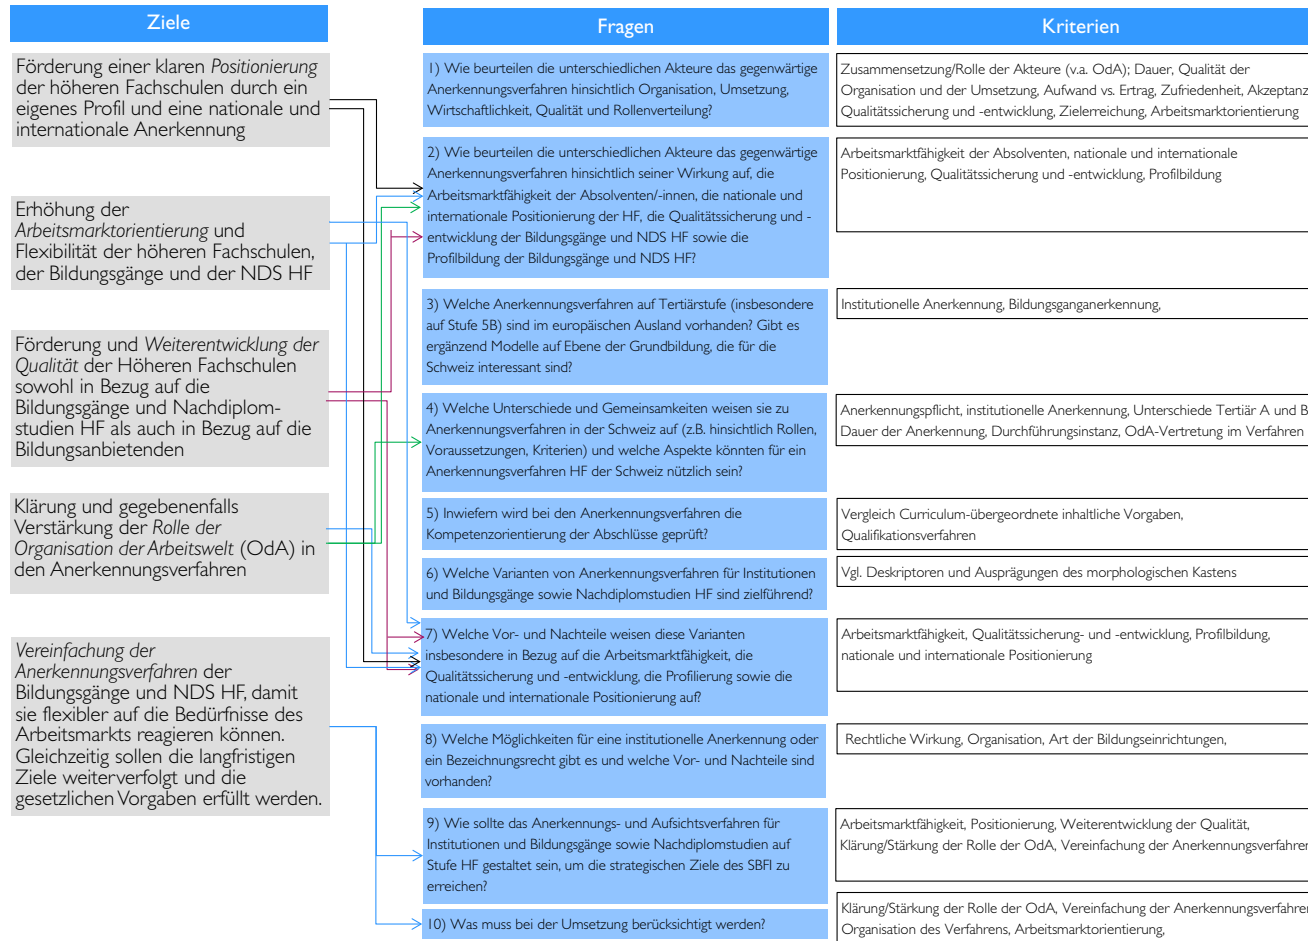 Ziele
Förderung einer klaren Positionierung
der höheren Fachschulen durch ein
eigenes Profil und eine nationale und
internationale Anerkennung
Erhöhung der
Arbeitsmarktorientierung und
Flexibilität der höheren Fachschulen,
der Bildungsgänge und der NDS HF
Förderung und Weiterentwicklung der
Qualität der Höheren Fachschulen
sowohl in Bezug auf die
Bildungsgänge und Nachdiplom-
studien HF als auch in Bezug auf die
Bildungsanbietenden
Klärung und gegebenenfalls
Verstärkung der Rolle der
Organisation der Arbeitswelt (OdA) in
den Anerkennungsverfahren
Vereinfachung der
Anerkennungsverfahren der
Bildungsgänge und NDS HF, damit
sie flexibler auf die Bedürfnisse des
Arbeitsmarkts reagieren können.
Gleichzeitig sollen die langfristigen
Ziele weiterverfolgt und die
gesetzlichen Vorgaben erfüllt werden.
Fragen
1) Wie beurteilen die unterschiedlichen Akteure das gegenwärtige
Anerkennungsverfahren hinsichtlich Organisation, Umsetzung,
Wirtschaftlichkeit, Qualität und Rollenverteilung?
2) Wie beurteilen die unterschiedlichen Akteure das gegenwärtige
Anerkennungsverfahren hinsichtlich seiner Wirkung auf, die
Arbeitsmarktfähigkeit der Absolventen/-innen, die nationale und
internationale Positionierung der HF, die Qualitätssicherung und -
entwicklung der Bildungsgänge und NDS HF sowie die
Profilbildung der Bildungsgänge und NDS HF?
3) Welche Anerkennungsverfahren auf Tertiärstufe (insbesondere
auf Stufe 5B) sind im europäischen Ausland vorhanden? Gibt es
ergänzend Modelle auf Ebene der Grundbildung, die für die
Schweiz interessant sind?
4) Welche Unterschiede und Gemeinsamkeiten weisen sie zu
Anerkennungsverfahren in der Schweiz auf (z.B. hinsichtlich Rollen,
Voraussetzungen, Kriterien) und welche Aspekte könnten für ein
Anerkennungsverfahren HF der Schweiz nützlich sein?
5) Inwiefern wird bei den Anerkennungsverfahren die
Kompetenzorientierung der Abschlüsse geprüft?
6) Welche Varianten von Anerkennungsverfahren für Institutionen
und Bildungsgänge sowie Nachdiplomstudien HF sind zielführend?
7) Welche Vor- und Nachteile weisen diese Varianten
insbesondere in Bezug auf die Arbeitsmarktfähigkeit, die
Qualitätssicherung und -entwicklung, die Profilierung sowie die
nationale und internationale Positionierung auf?
8) Welche Möglichkeiten für eine institutionelle Anerkennung oder
ein Bezeichnungsrecht gibt es und welche Vor- und Nachteile sind
vorhanden?
9) Wie sollte das Anerkennungs- und Aufsichtsverfahren für
Institutionen und Bildungsgänge sowie Nachdiplomstudien auf
Stufe HF gestaltet sein, um die strategischen Ziele des SBFI zu
erreichen?
10) Was muss bei der Umsetzung berücksichtigt werden?
Kriterien
Zusammensetzung/Rolle der Akteure (v.a. OdA); Dauer, Qualität der
Organisation und der Umsetzung, Aufwand vs. Ertrag, Zufriedenheit, Akzeptanz
Qualitätssicherung und -entwicklung, Zielerreichung, Arbeitsmarktorientierung
Arbeitsmarktfähigkeit der Absolventen, nationale und internationale
Positionierung, Qualitätssicherung und -entwicklung, Profilbildung
Institutionelle Anerkennung, Bildungsganganerkennung,
Anerkennungspflicht, institutionelle Anerkennung, Unterschiede Tertiär A und B
Dauer der Anerkennung, Durchführungsinstanz, OdA-Vertretung im Verfahren
Vergleich Curriculum-übergeordnete inhaltliche Vorgaben,
Qualifikationsverfahren
Vgl. Deskriptoren und Ausprägungen des morphologischen Kastens
Arbeitsmarktfähigkeit, Qualitätssicherung- und -entwicklung, Profilbildung,
nationale und internationale Positionierung
Rechtliche Wirkung, Organisation, Art der Bildungseinrichtungen,
Arbeitsmarktfähigkeit, Positionierung, Weiterentwicklung der Qualität,
Klärung/Stärkung der Rolle der OdA, Vereinfachung der Anerkennungsverfahren
Klärung/Stärkung der Rolle der OdA, Vereinfachung der Anerkennungsverfahren
Organisation des Verfahrens, Arbeitsmarktorientierung,